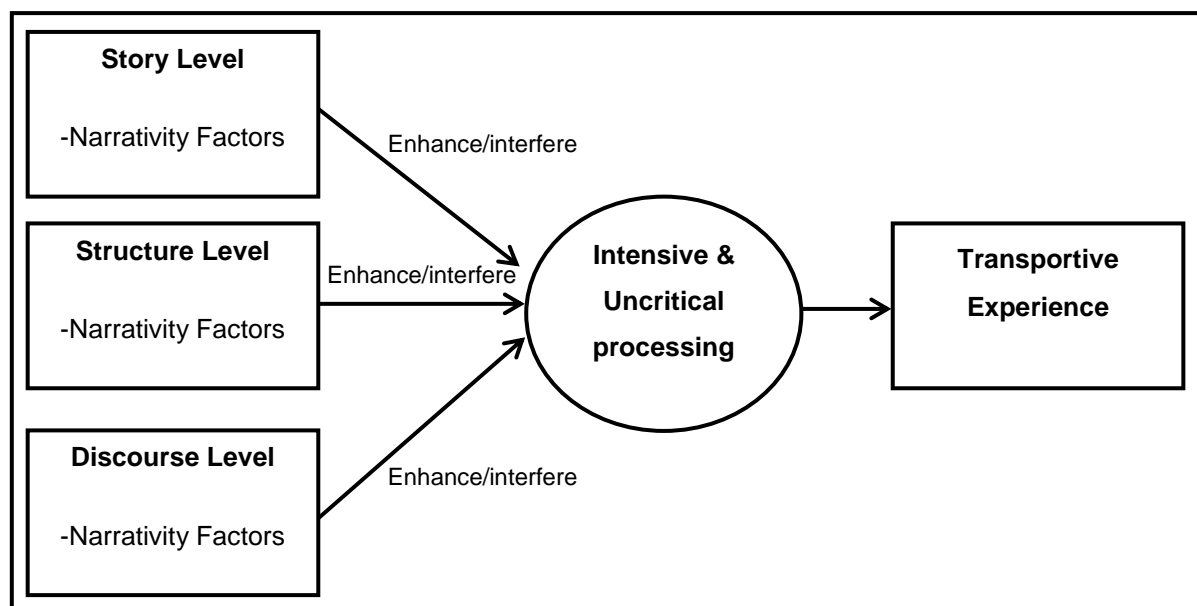 Story Level
-Narrativity Factors
Enhance/interfere
Structure Level
-Narrativity Factors
Enhance/interfere
Discourse Level
-Narrativity Factors
Enhance/interfere
Intensive &
Uncritical
processing
Transportive
Experience